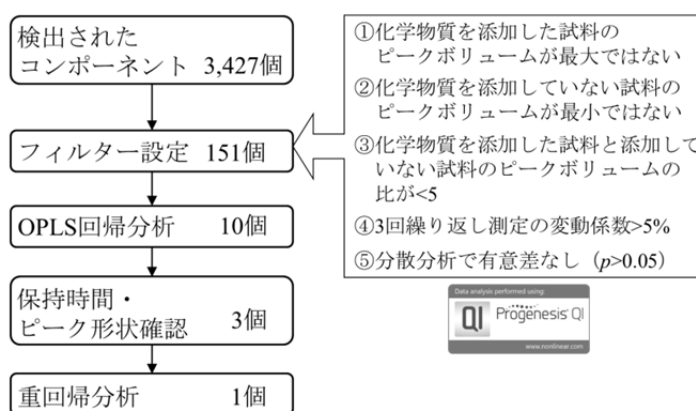 検出された
コンポーネント 3,427個
フィルター設定 151個
OPLS回帰分析 10個
保持時間・
ピーク形状確認 3個
重回帰分析 1個
①化学物質を添加した試料の
ピークボリュームが最大ではない
②化学物質を添加していない試料の
ピークボリュームが最小ではない
③化学物質を添加した試料と添加して
いない試料のピークボリュームの
比が<5
④3回繰り返し測定の変動係数>5%
⑤分散分析で有意差なし（p>0.05）
Data analysis performed using:
QI Progenesis QI
www.nonlinear.com